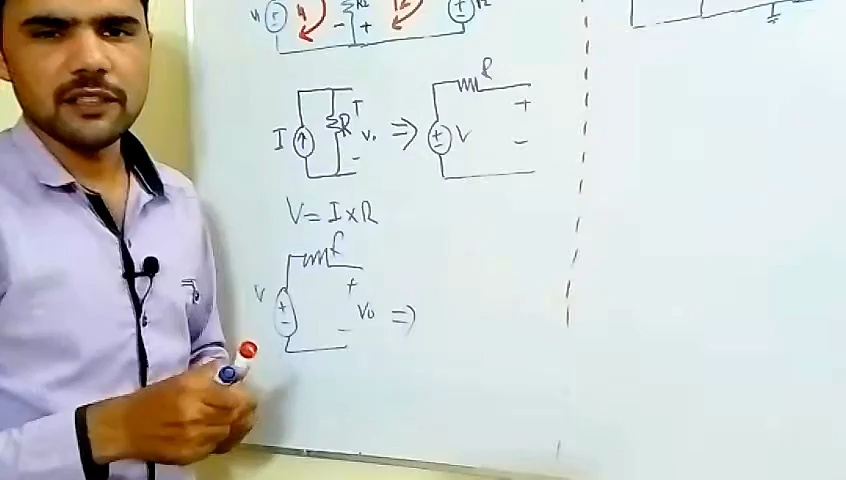 R
I
R
V₀
⇒
V
+
-
V = I × R
R
V
+
V₀
-
⇒